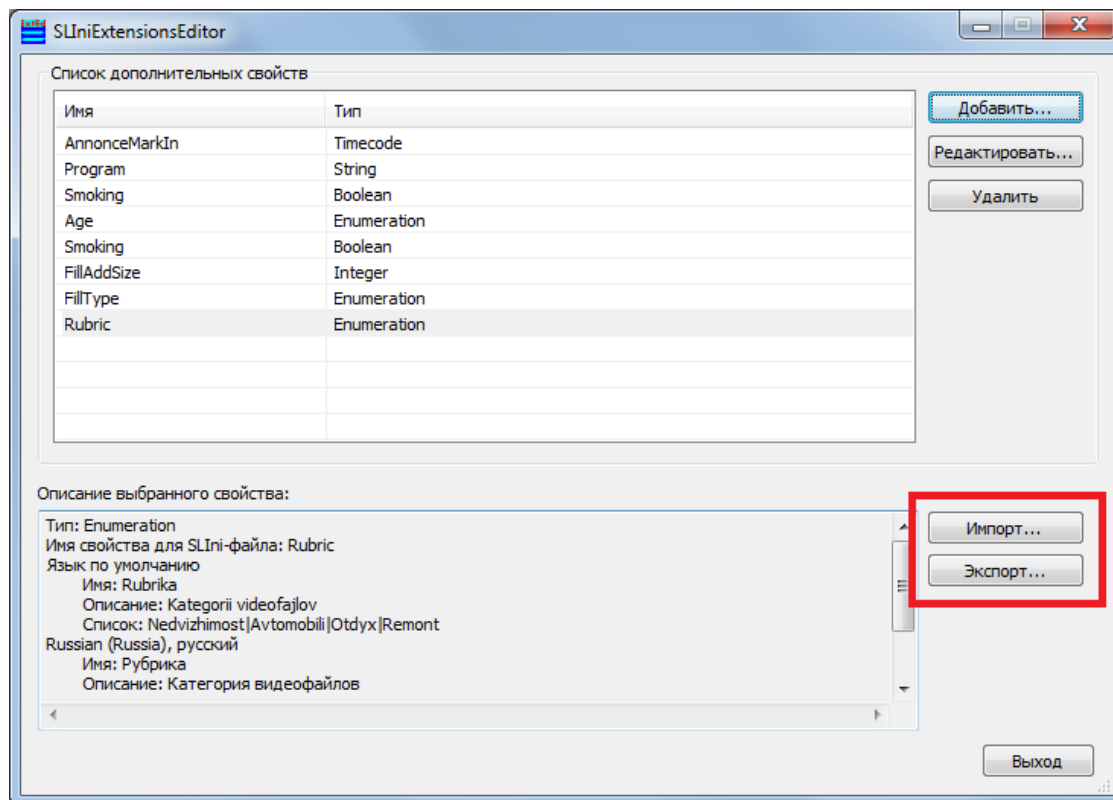 SLIniExtensionsEditor
Список дополнительных свойств
Имя Тип
AnnonceMarkIn Timecode
Program String
Smoking Boolean
Age Enumeration
Smoking Boolean
FillAddSize Integer
FillType Enumeration
Rubric Enumeration
Добавить...
Редактировать...
Удалить
Описание выбранного свойства:
Тип: Enumeration
Имя свойства для SLIni-файла: Rubric
Язык по умолчанию
Имя: Rubrika
Описание: Kategorii videofajlov
Список: Nedvizhimost|Avtomobili|Otdyx|Remont
Russian (Russia), русский
Имя: Рубрика
Описание: Категория видеофайлов
Импорт...
Экспорт...
Выход